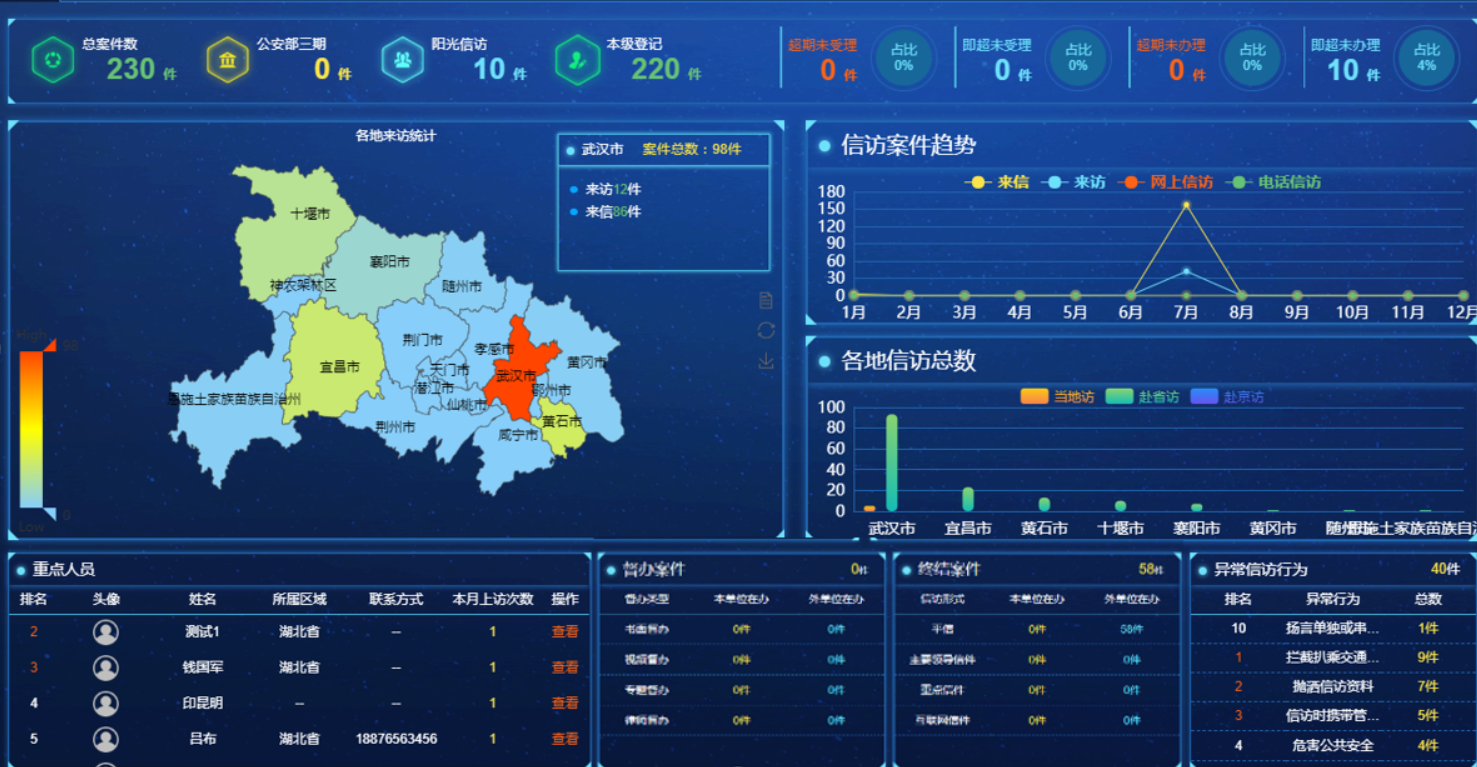 总案件数
230 件
公安部三期
0 件
阳光信访
10 件
本级登记
220 件
超期未受理
0 件
占比
0%
即超未受理
0 件
占比
0%
超期未办理
0 件
占比
0%
即超未办理
10 件
占比
4%
各地来访统计
武汉市 案件总数：98件
来访12件
来信86件
十堰市
襄阳市
神农架林区
随州市
荆门市
孝感市
宜昌市
天门市
武汉市
黄冈市
潜江市
鄂州市
恩施土家族苗族自治州
仙桃市
荆州市
咸宁市
黄石市
High
98
0
Low
信访案件趋势
来信 来访 网上信访 电话信访
180
150
120
90
60
30
0
1月 2月 3月 4月 5月 6月 7月 8月 9月 10月 11月 12月
各地信访总数
当地访 赴省访 赴京访
100
80
60
40
20
0
武汉市 宜昌市 黄石市 十堰市 襄阳市 黄冈市 随州 施土家族苗族自
重点人员
排名 头像 姓名 所属区域 联系方式 本月上访次数 操作
2 测试1 湖北省 -- 1 查看
3 钱国军 湖北省 -- 1 查看
4 印昆明 -- -- 1 查看
5 吕布 湖北省 18876563456 1 查看
督办案件 0件
督办类型 本单位在办 外单位在办
书面督办 0件 0件
视频督办 0件 0件
专题督办 0件 0件
律师督办 0件 0件
终结案件 58件
信访形式 本单位在办 外单位在办
平信 0件 58件
主要领导信件 0件 0件
重点信件 0件 0件
互联网信件 0件 0件
异常信访行为 40件
排名 异常行为 总数
10 扬言单独或串... 1件
1 拦截扒乘交通... 9件
2 抛洒信访资料 7件
3 信访时携带管... 5件
4 危害公共安全 4件